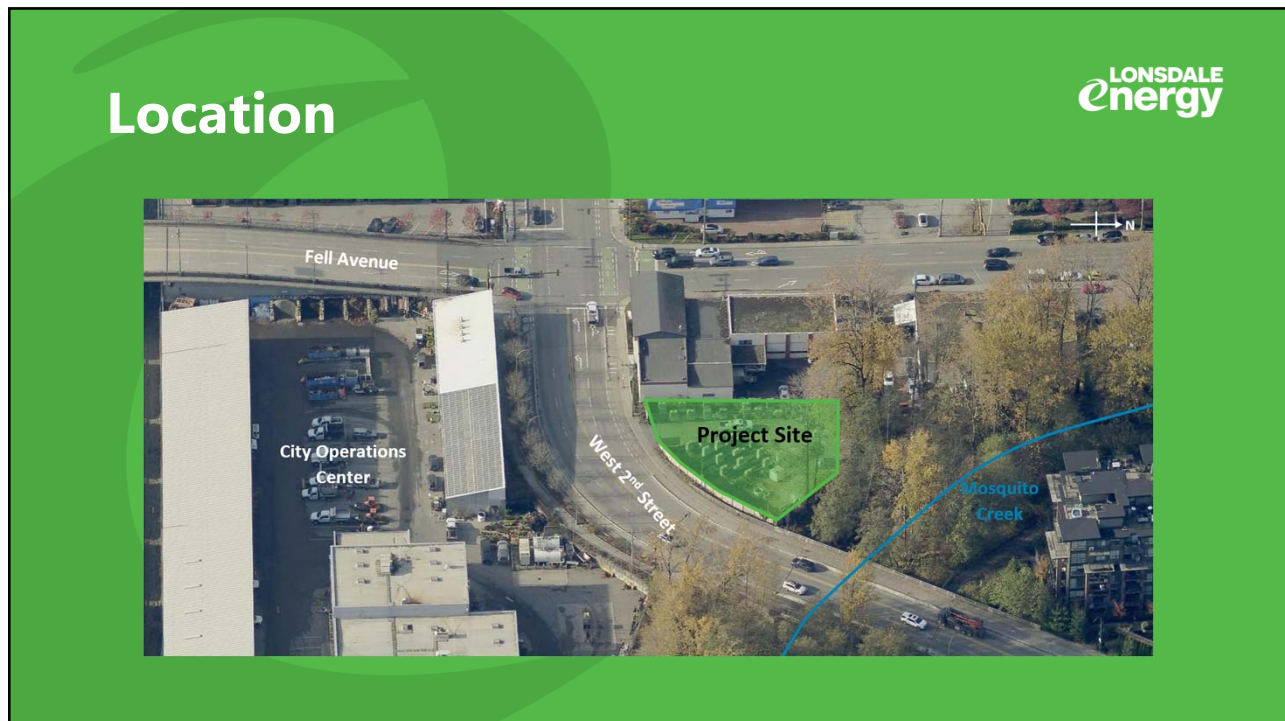 Location
LONSDALE
energy
Fell Avenue
N
City Operations
Center
West 2nd Street
Project Site
Mosquito
Creek